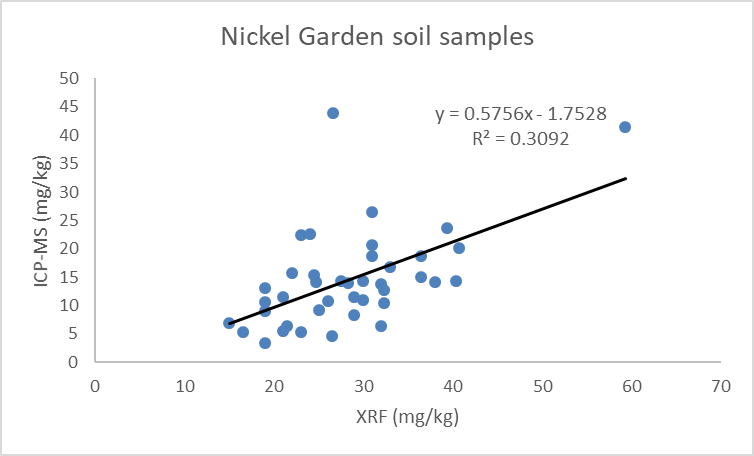 Nickel Garden soil samples
y = 0.5756x - 1.7528
R² = 0.3092
ICP-MS (mg/kg)
50
45
40
35
30
25
20
15
10
5
0
0 10 20 30 40 50 60 70
XRF (mg/kg)